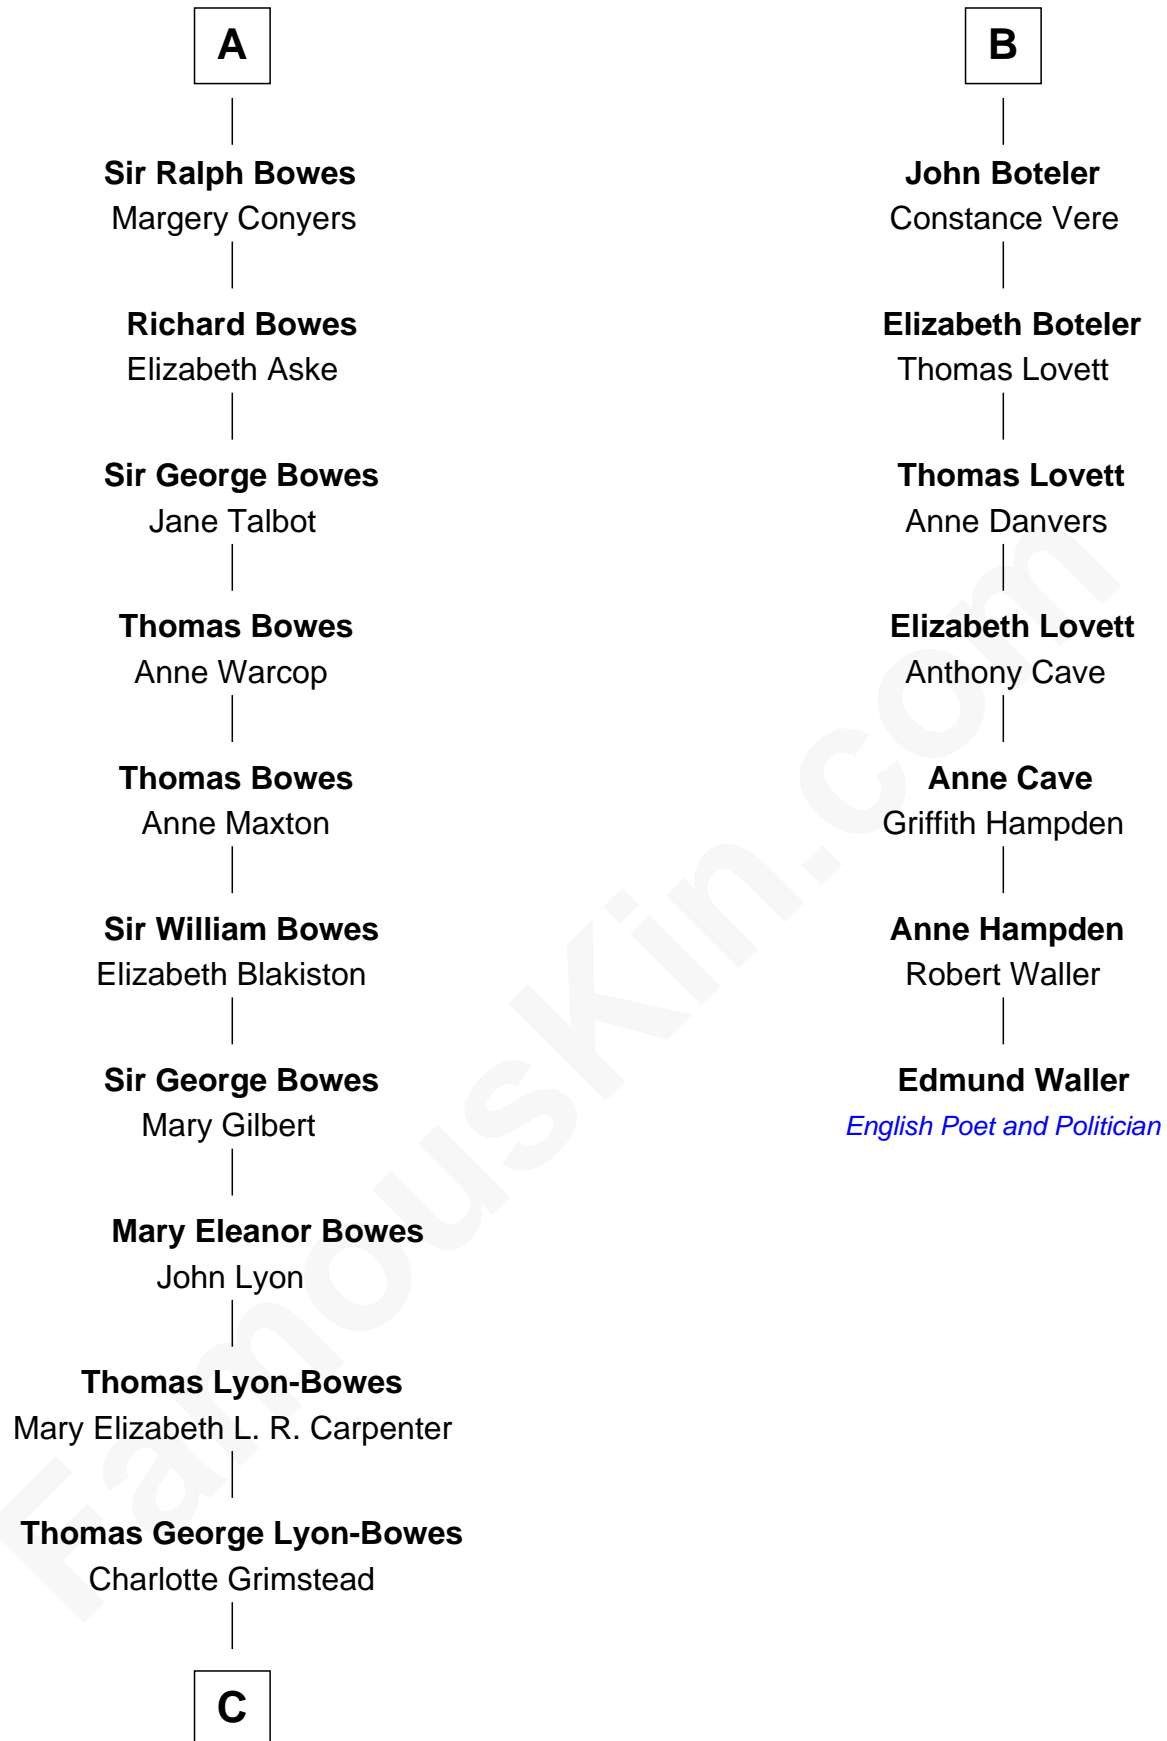 A
Sir Ralph Bowes
Margery Conyers
Richard Bowes
Elizabeth Aske
Sir George Bowes
Jane Talbot
Thomas Bowes
Anne Warcop
Thomas Bowes
Anne Maxton
Sir William Bowes
Elizabeth Blakiston
Sir George Bowes
Mary Gilbert
Mary Eleanor Bowes
John Lyon
Thomas Lyon-Bowes
Mary Elizabeth L. R. Carpenter
Thomas George Lyon-Bowes
Charlotte Grimstead
C
B
John Boteler
Constance Vere
Elizabeth Boteler
Thomas Lovett
Thomas Lovett
Anne Danvers
Elizabeth Lovett
Anthony Cave
Anne Cave
Griffith Hampden
Anne Hampden
Robert Waller
Edmund Waller
English Poet and Politician
FamousKin.com